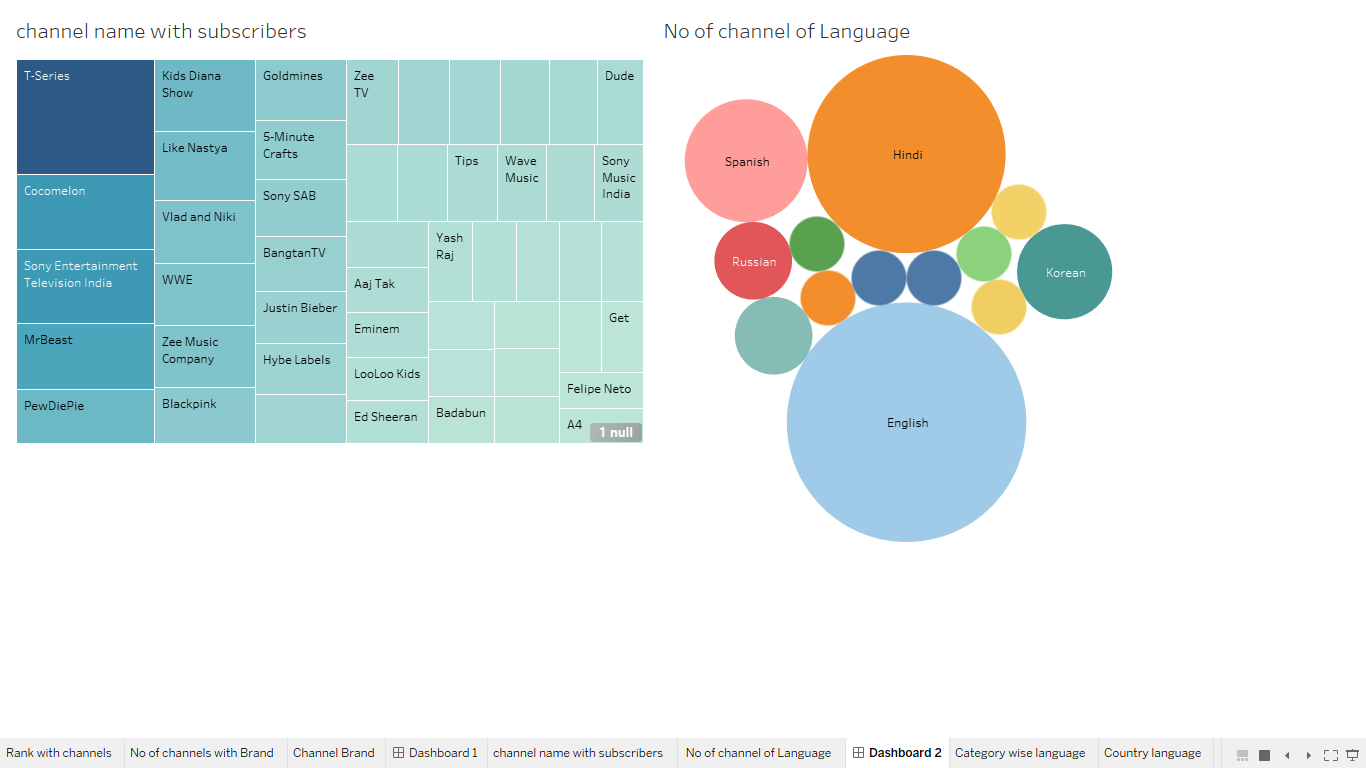 channel name with subscribers
No of channel of Language
T-Series
Cocomelon
Sony Entertainment
Television India
MrBeast
PewDiePie
Kids Diana
Show
Like Nastya
Vlad and Niki
WWE
Zee Music
Company
Blackpink
Goldmines
5-Minute
Crafts
Sony SAB
BangtanTV
Justin Bieber
Hybe Labels
Zee
TV
Dude
Tips
Wave
Music
Sony
Music
India
Yash
Raj
Aaj Tak
Eminem
LooLoo Kids
Ed Sheeran
Badabun
Get
Felipe Neto
A4
1 null
Spanish
Hindi
Russian
Korean
English
Rank with channels
No of channels with Brand
Channel Brand
Dashboard 1
channel name with subscribers
No of channel of Language
Dashboard 2
Category wise language
Country language